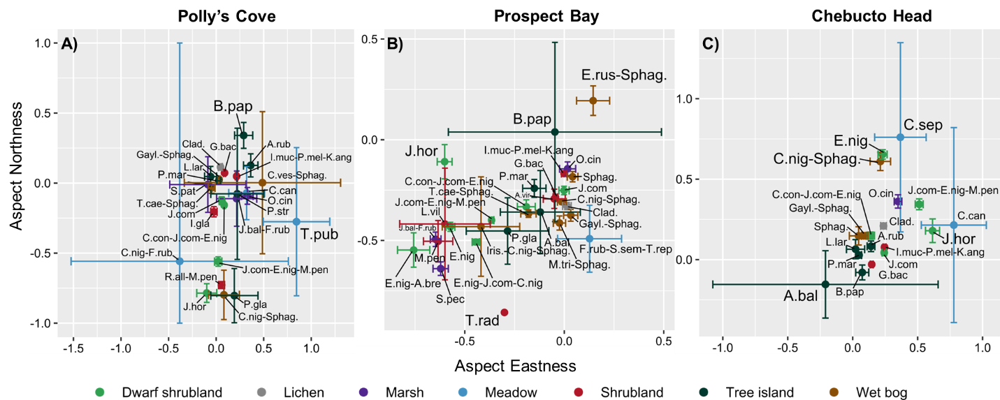 Polly's Cove
Prospect Bay
Chebucto Head
Aspect Northness
A)
1.0
0.5
0.0
-0.5
-1.0
B.pap
Clad.
G.bac
A.rub
Gayl.-Sphag.
I.muc-P.mel-K.ang
L.lar
P.mar
C.ves-Sphag.
S.pat
C.can
T.cae-Sphag.
O.cin
J.com
P.str
I.gla
J.bal-F.rub
T.pub
C.con-J.com-E.nig
C.nig-F.rub
J.com-E.nig-M.pen
R.all-M.pen
J.hor
P.gla
C.nig-Sphag.
-1.5
-1.0
-0.5
0.0
0.5
1.0
B)
0.5
0.0
-0.5
E.rus-Sphag.
B.pap
J.hor
I.muc-P.mel-K.ang
G.bac
O.cin
P.mar
Sphag.
C.con-J.com-E.nig
T.cae-Sphag.
A.vir
J.com
J.com-E.nig-M.pen
C.nig-Sphag.
L.vil
Clad.
J.bal-F.rub
Gayl.-Sphag.
P.gla
A.bal
M.pen
E.nig
Iris.-C.nig-Sphag.
F.rub-S.sem-T.rep
M.tri-Sphag.
E.nig-A.bre
E.nig-J.com-C.nig
S.pec
T.rad
-0.5
0.0
0.5
Aspect Eastness
C)
1.0
0.5
0.0
C.sep
E.nig
C.nig-Sphag.
C.con-J.com-E.nig
O.cin
J.com-E.nig-M.pen
Gayl.-Sphag.
C.can
Sphag.
Clad.
A.rub
J.hor
L.lar
I.muc-P.mel-K.ang
P.mar
J.com
G.bac
B.pap
A.bal
-1.0
-0.5
0.0
0.5
1.0
Dwarf shrubland
Lichen
Marsh
Meadow
Shrubland
Tree island
Wet bog